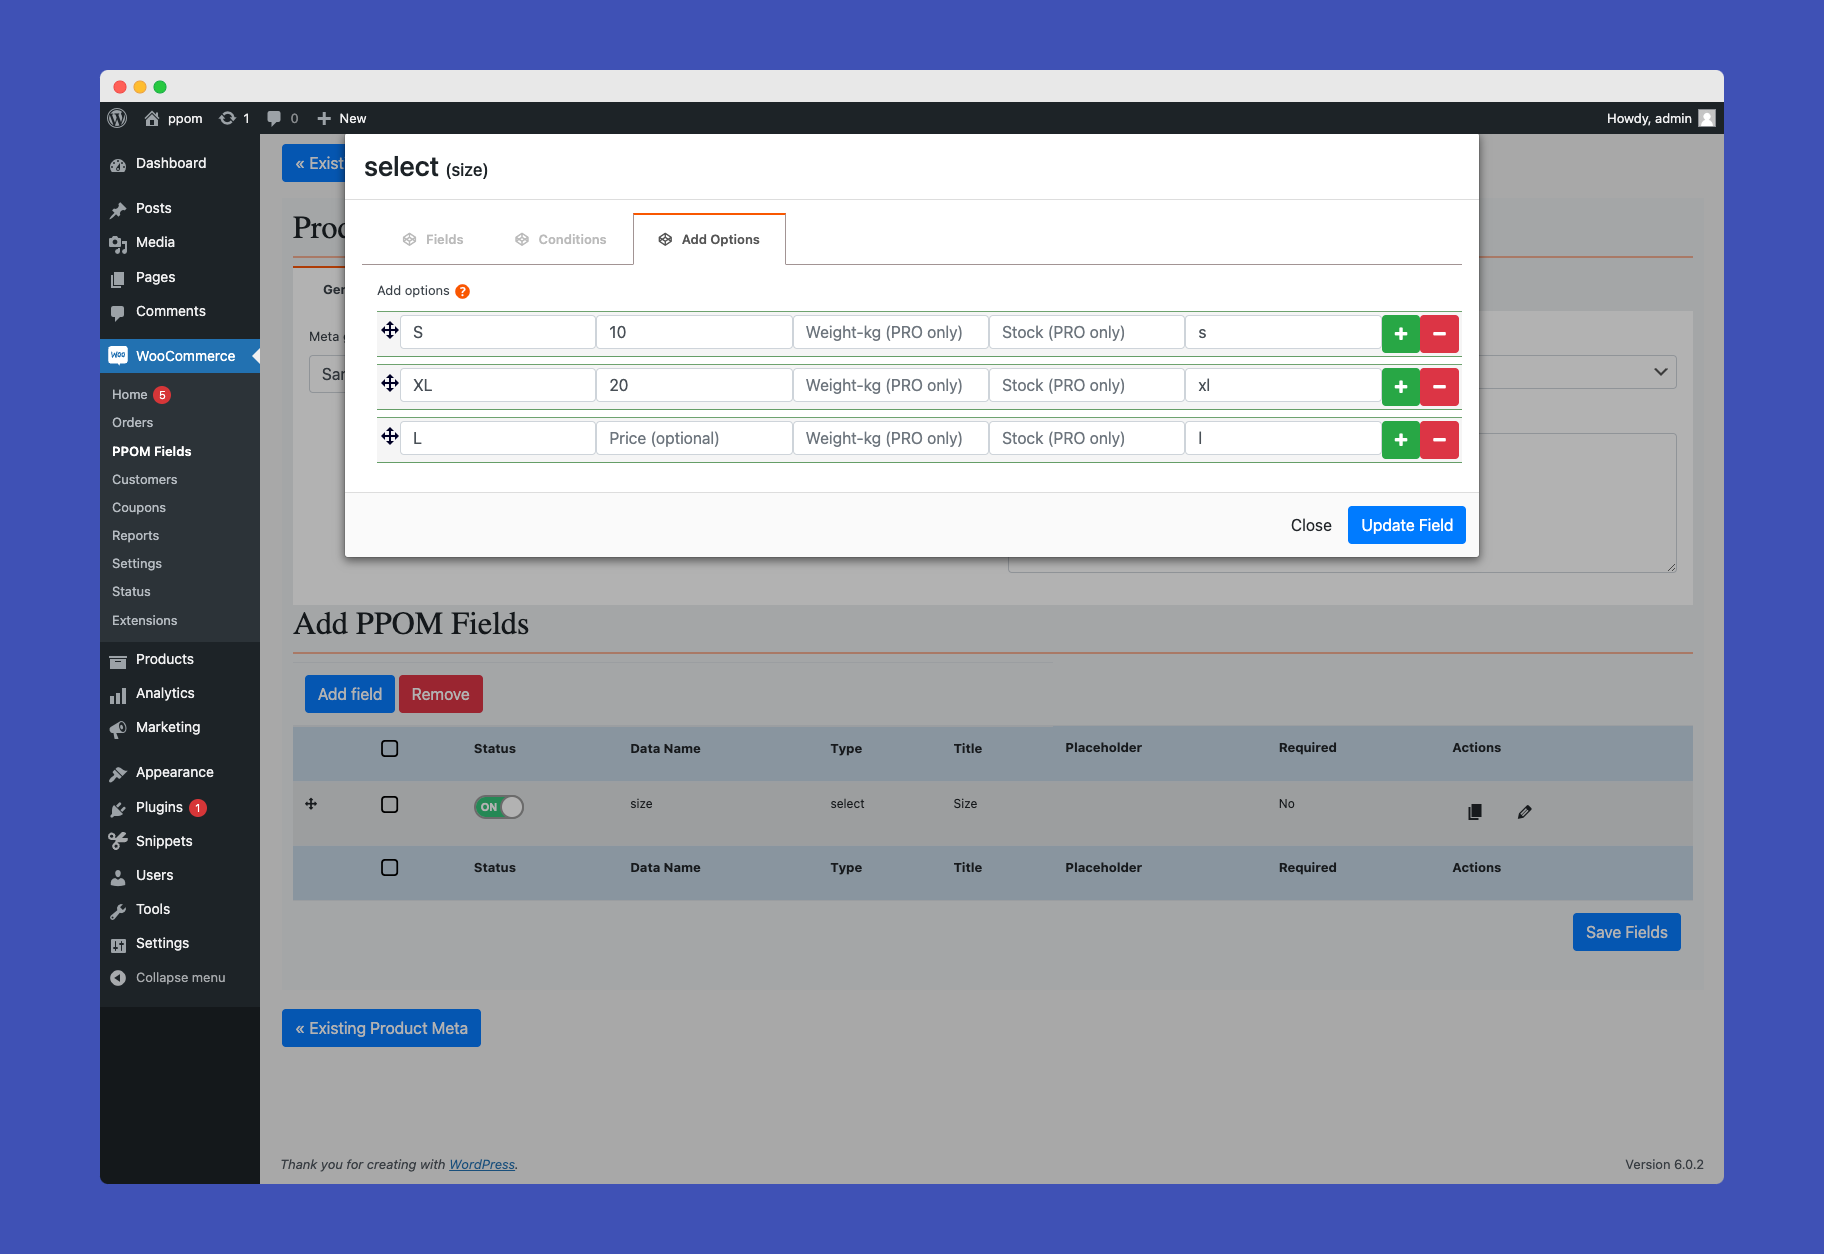 ppom 1 0 New Howdy, admin
Dashboard
Posts
Media
Pages
Comments
WooCommerce
Home 5
Orders
PPOM Fields
Customers
Coupons
Reports
Settings
Status
Extensions
Products
Analytics
Marketing
Appearance
Plugins 1
Snippets
Users
Tools
Settings
Collapse menu
« Exist
Proc
Ger
Meta
Sar
select (size)
Fields Conditions Add Options
Add options ?
S 10 Weight-kg (PRO only) Stock (PRO only) s
XL 20 Weight-kg (PRO only) Stock (PRO only) xl
L Price (optional) Weight-kg (PRO only) Stock (PRO only) l
Close Update Field
Add PPOM Fields
Add field Remove
Status Data Name Type Title Placeholder Required Actions
ON size select Size No
Status Data Name Type Title Placeholder Required Actions
Save Fields
« Existing Product Meta
Thank you for creating with WordPress.
Version 6.0.2